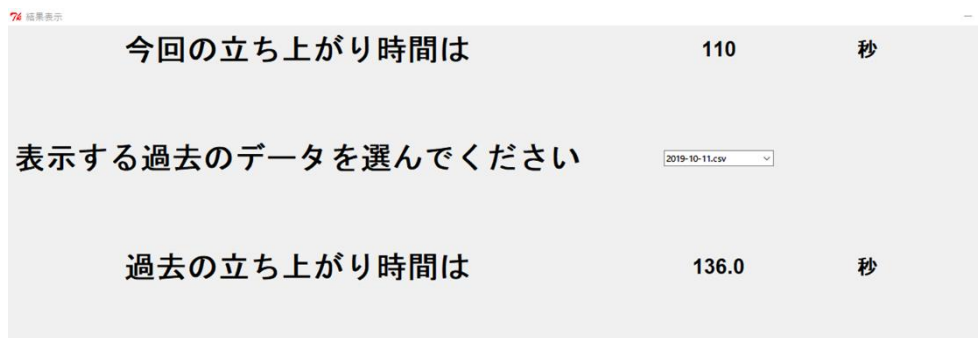 結果表示
今回の立ち上がり時間は 110 秒
表示する過去のデータを選んでください 2019-10-11.csv
過去の立ち上がり時間は 136.0 秒